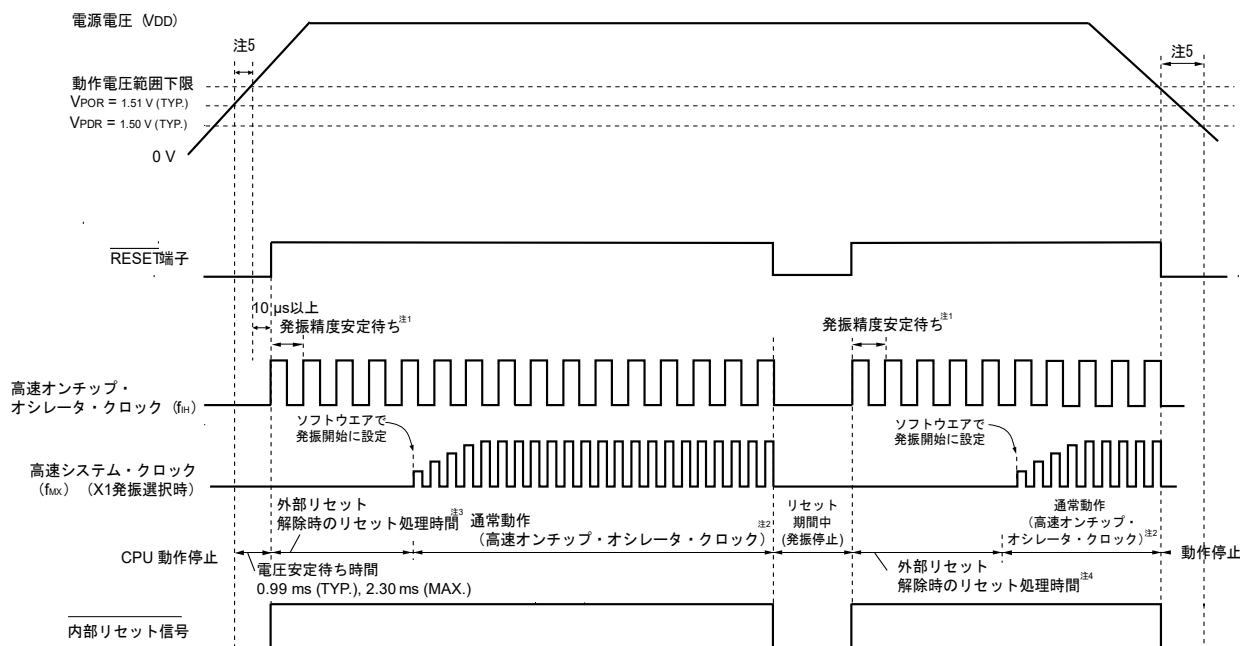 電源電圧（VDD）
注5
注5
動作電圧範囲下限
VPOR = 1.51 V (TYP.)
VPDR = 1.50 V (TYP.)
0 V
RESET端子
10 μs以上
発振精度安定待ち注1
発振精度安定待ち注1
高速オンチップ・
オシレータ・クロック（fIH）
ソフトウエアで
発振開始に設定
ソフトウエアで
発振開始に設定
高速システム・クロック
（fMX）（X1発振選択時）
外部リセット
解除時のリセット処理時間注3
通常動作
（高速オンチップ・オシレータ・クロック）注2
リセット
期間中
(発振停止)
通常動作
（高速オンチップ・
オシレータ・クロック）注2
CPU 動作停止
動作停止
電圧安定待ち時間
0.99 ms (TYP.), 2.30 ms (MAX.)
外部リセット
解除時のリセット処理時間注4
内部リセット信号